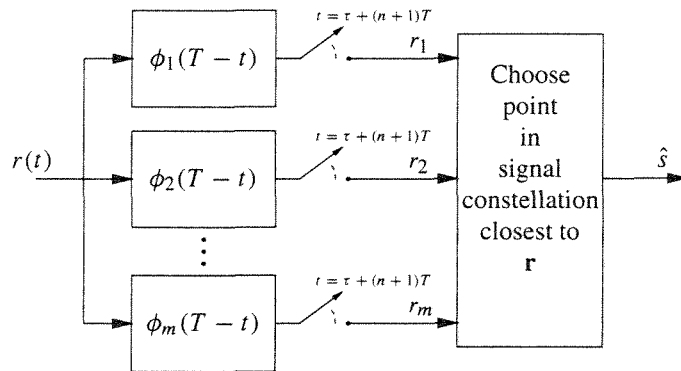 t = τ + (n + 1)T
ϕ₁(T − t)
r₁
t = τ + (n + 1)T
r(t)
ϕ₂(T − t)
r₂
t = τ + (n + 1)T
ϕₘ(T − t)
rₘ
Choose
point
in
signal
constellation
closest to
r
ŝ